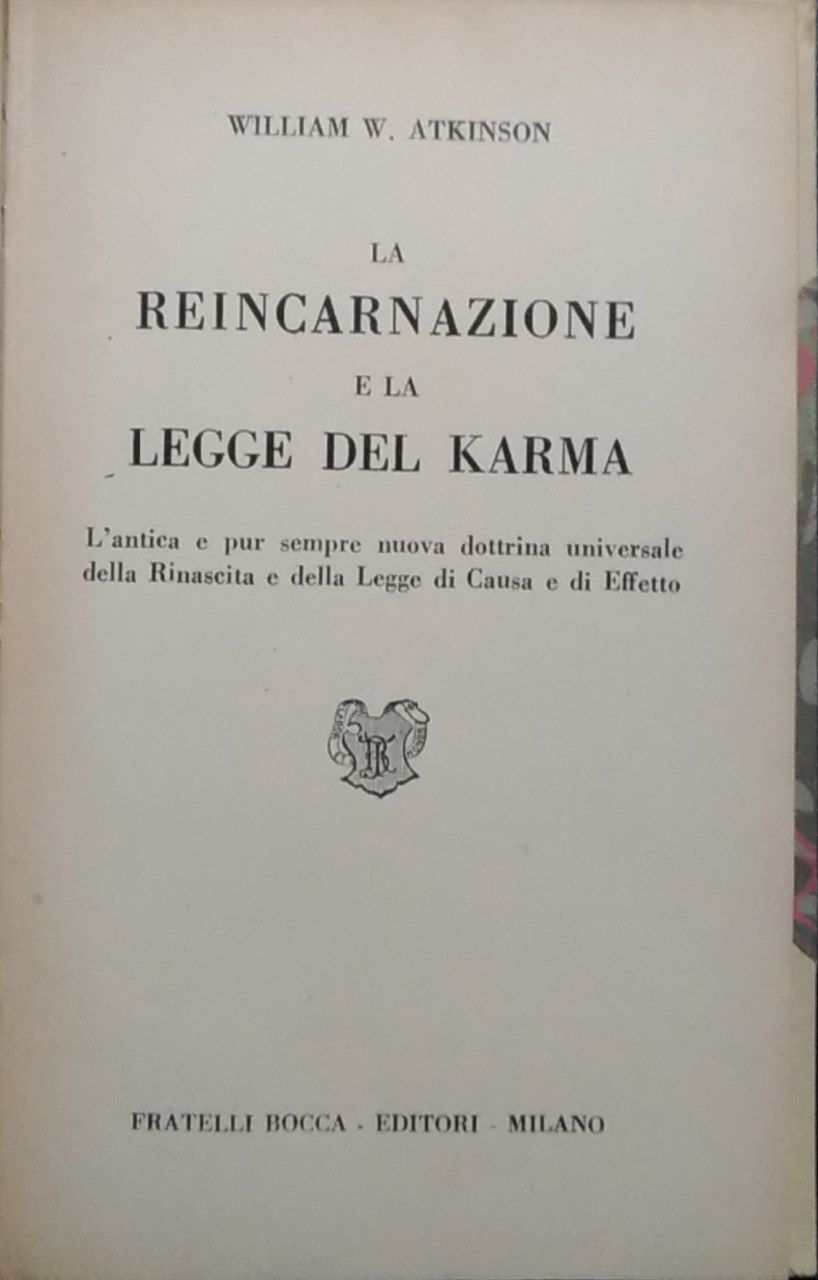 WILLIAM W. ATKINSON
LA
REINCARNAZIONE
E LA
LEGGE DEL KARMA
L'antica e pur sempre nuova dottrina universale
della Rinascita e della Legge di Causa e di Effetto
FRATELLI BOCCA - EDITORI - MILANO